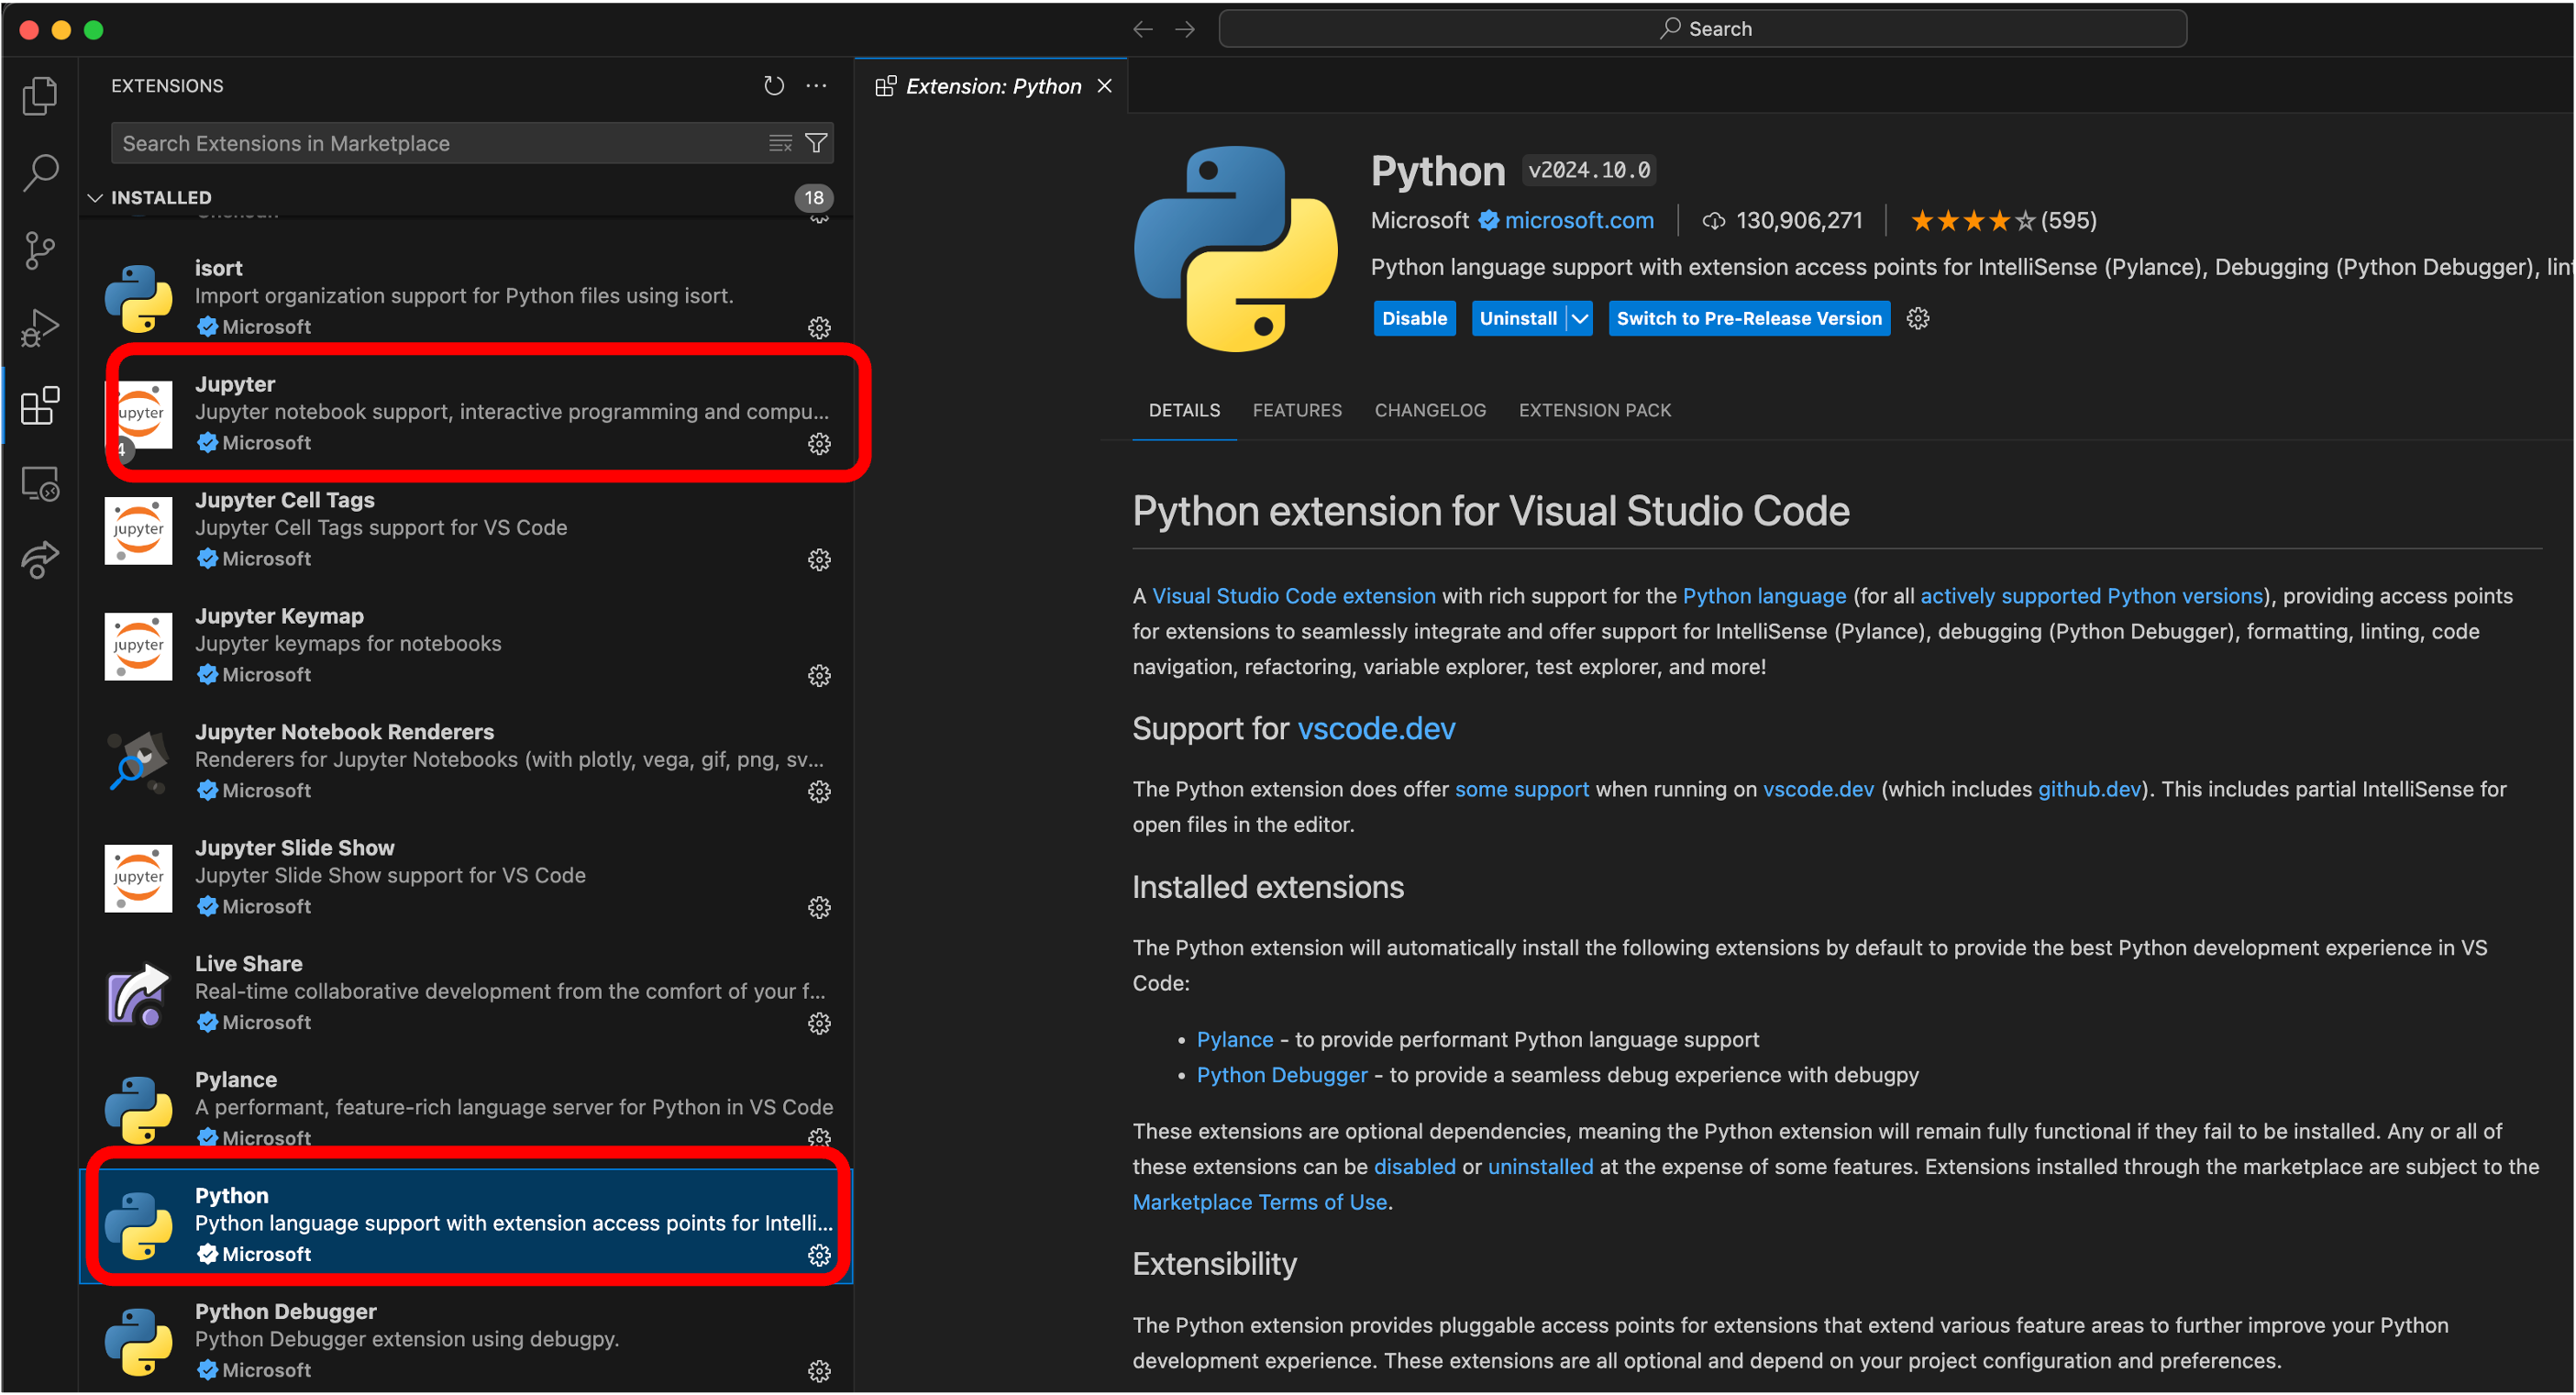 Search
EXTENSIONS
Extension: Python
Search Extensions in Marketplace
INSTALLED
18
isort
Import organization support for Python files using isort.
Microsoft
Jupyter
Jupyter notebook support, interactive programming and compu...
Microsoft
4
Jupyter Cell Tags
Jupyter Cell Tags support for VS Code
Microsoft
Jupyter Keymap
Jupyter keymaps for notebooks
Microsoft
Jupyter Notebook Renderers
Renderers for Jupyter Notebooks (with plotly, vega, gif, png, sv...
Microsoft
Jupyter Slide Show
Jupyter Slide Show support for VS Code
Microsoft
Live Share
Real-time collaborative development from the comfort of your f...
Microsoft
Pylance
A performant, feature-rich language server for Python in VS Code
Microsoft
Python
Python language support with extension access points for Intelli...
Microsoft
Python Debugger
Python Debugger extension using debugpy.
Microsoft
jupyter
jupyter
jupyter
jupyter
Python v2024.10.0
Microsoft microsoft.com 130,906,271 (595)
Python language support with extension access points for IntelliSense (Pylance), Debugging (Python Debugger), lin
Disable Uninstall Switch to Pre-Release Version
DETAILS FEATURES CHANGELOG EXTENSION PACK
Python extension for Visual Studio Code
A Visual Studio Code extension with rich support for the Python language (for all actively supported Python versions), providing access points
for extensions to seamlessly integrate and offer support for IntelliSense (Pylance), debugging (Python Debugger), formatting, linting, code
navigation, refactoring, variable explorer, test explorer, and more!
Support for vscode.dev
The Python extension does offer some support when running on vscode.dev (which includes github.dev). This includes partial IntelliSense for
open files in the editor.
Installed extensions
The Python extension will automatically install the following extensions by default to provide the best Python development experience in VS
Code:
• Pylance - to provide performant Python language support
• Python Debugger - to provide a seamless debug experience with debugpy
These extensions are optional dependencies, meaning the Python extension will remain fully functional if they fail to be installed. Any or all of
these extensions can be disabled or uninstalled at the expense of some features. Extensions installed through the marketplace are subject to the
Marketplace Terms of Use.
Extensibility
The Python extension provides pluggable access points for extensions that extend various feature areas to further improve your Python
development experience. These extensions are all optional and depend on your project configuration and preferences.